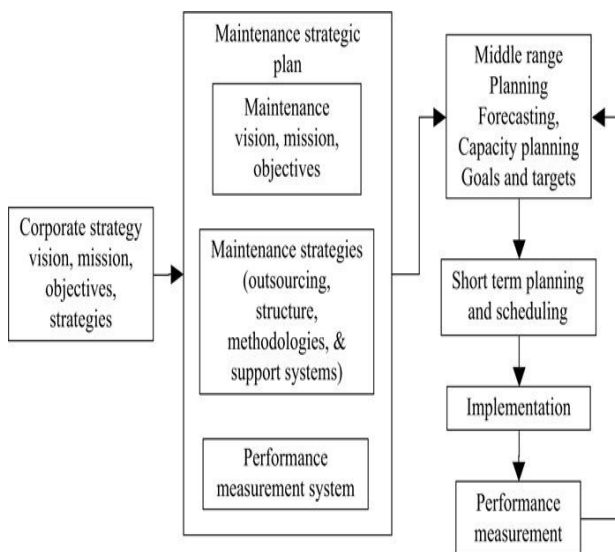 Corporate strategy
vision, mission,
objectives,
strategies
Maintenance strategic
plan
Maintenance
vision, mission,
objectives
Maintenance strategies
(outsourcing,
structure,
methodologies, &
support systems)
Performance
measurement system
Middle range
Planning
Forecasting,
Capacity planning
Goals and targets
Short term planning
and scheduling
Implementation
Performance
measurement